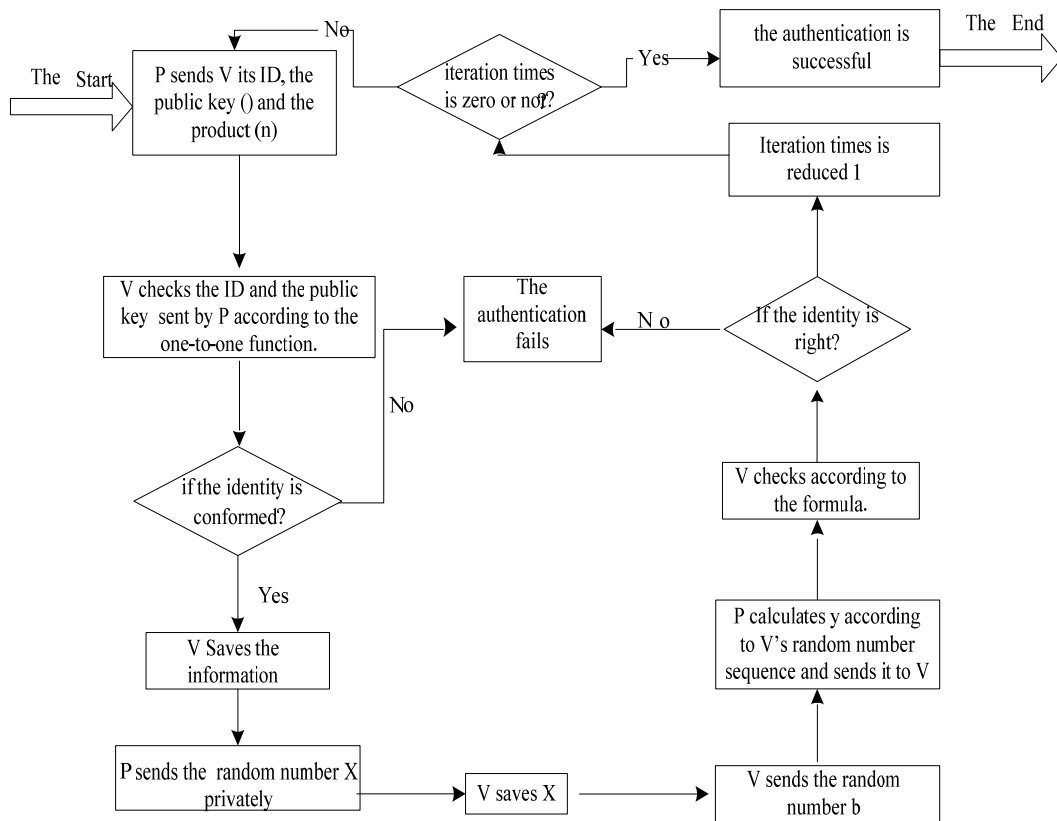 The Start
P sends V its ID, the
public key () and the
product (n)
No
iteration times
is zero or not?
Yes
the authentication is
successful
The End
Iteration times is
reduced 1
V checks the ID and the public
key sent by P according to the
one-to-one function.
The
authentication
fails
N o
If the identity is
right?
No
if the identity is
conformed?
V checks according to
the formula.
Yes
P calculates y according
to V’s random number
sequence and sends it to V
V Saves the
information
P sends the random number X
privately
V saves X
V sends the random
number b